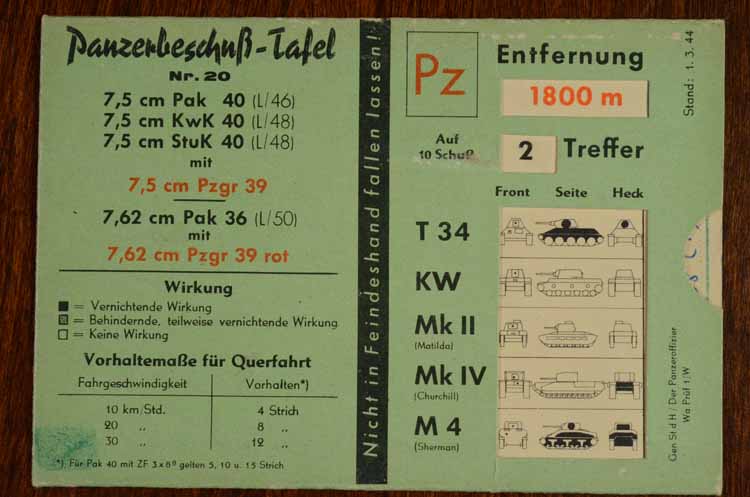 Panzerbeschuß-Tafel
Nr. 20
7,5 cm Pak 40 (L/46)
7,5 cm KwK 40 (L/48)
7,5 cm StuK 40 (L/48)
mit
7,5 cm Pzgr 39
7,62 cm Pak 36 (L/50)
mit
7,62 cm Pzgr 39 rot
Wirkung
= Vernichtende Wirkung
= Behindernde, teilweise vernichtende Wirkung
= Keine Wirkung
Vorhaltemaße für Querfahrt
Fahrgeschwindigkeit Vorhalten*)
10 km/Std. 4 Strich
20 " 8 "
30 " 12 "
*) Für Pak 40 mit ZF 3x8° gelten 5, 10 u. 15 Strich
Nicht in Feindeshand fallen lassen!
Pz
Entfernung
1800 m
Auf
10 Schuß
2 Treffer
Front Seite Heck
T 34
KW
Mk II
(Matilda)
Mk IV
(Churchill)
M 4
(Sherman)
Stand: 1. 3. 44
Gen St d H / Der Panzeroffizier
Wa Prüf 1/W